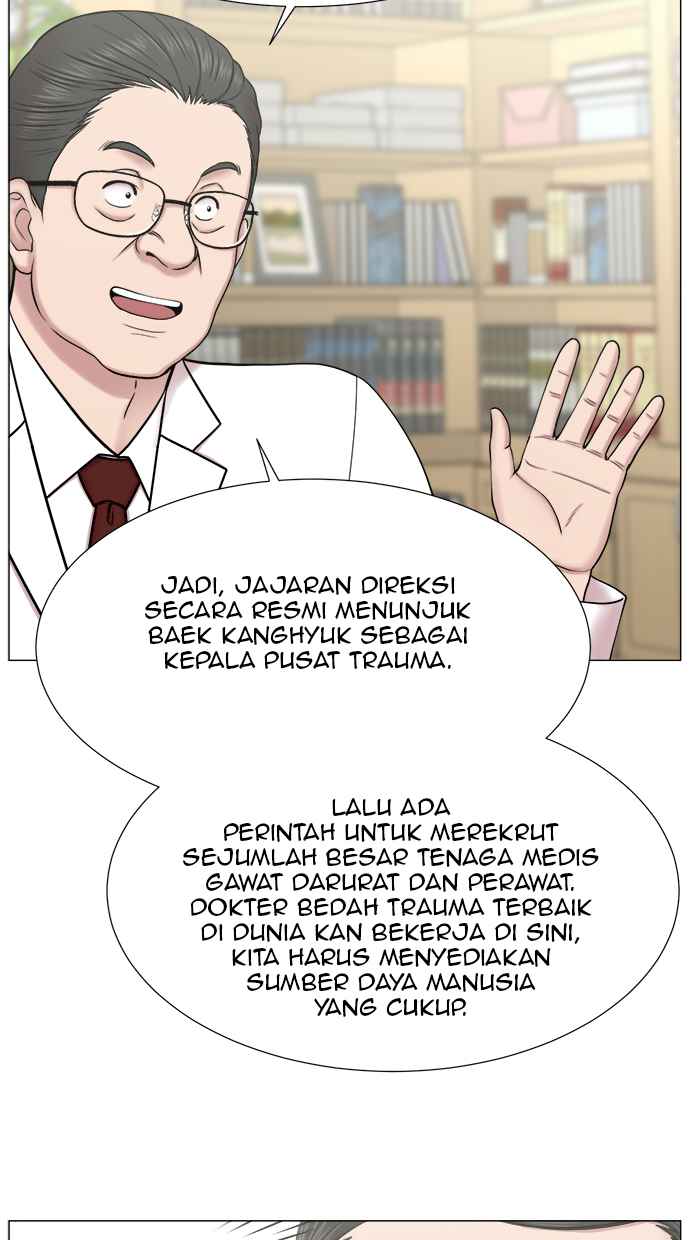 JADI, JAJARAN DIREKSI
SECARA RESMI MENUNJUK
BAEK KANGHYUK SEBAGAI
KEPALA PUSAT TRAUMA.
LALU ADA
PERINTAH UNTUK MEREKRUT
SEJUMLAH BESAR TENAGA MEDIS
GAWAT DARURAT DAN PERAWAT.
DOKTER BEDAH TRAUMA TERBAIK
DI DUNIA KAN BEKERJA DI SINI,
KITA HARUS MENYEDIAKAN
SUMBER DAYA MANUSIA
YANG CUKUP.